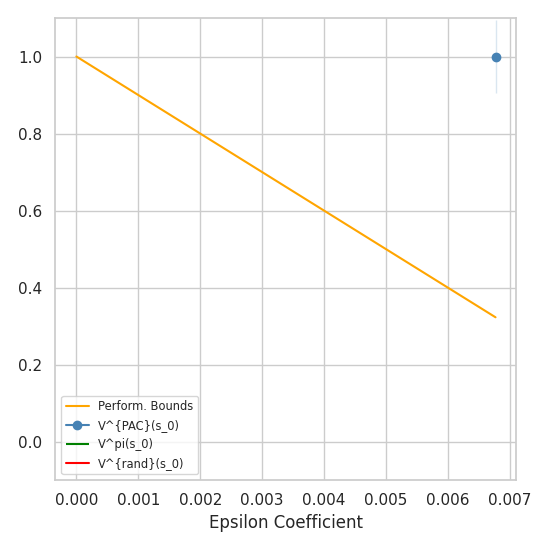 1.0
0.8
0.6
0.4
0.2
0.0
Perform. Bounds
V^{PAC}(s_0)
V^pi(s_0)
V^{rand}(s_0)
0.000 0.001 0.002 0.003 0.004 0.005 0.006 0.007
Epsilon Coefficient